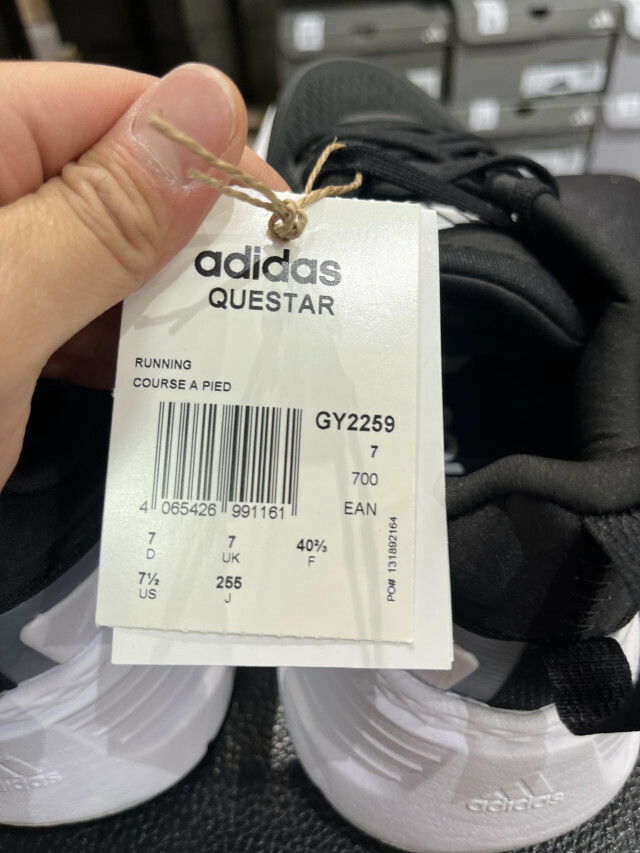 adidas
QUESTAR
RUNNING
COURSE A PIED
GY2259
7
700
4 065426 991161 EAN
7 7 40⅔
D UK F
7½ 255
US J
PO# 131892164
adidas
adidas